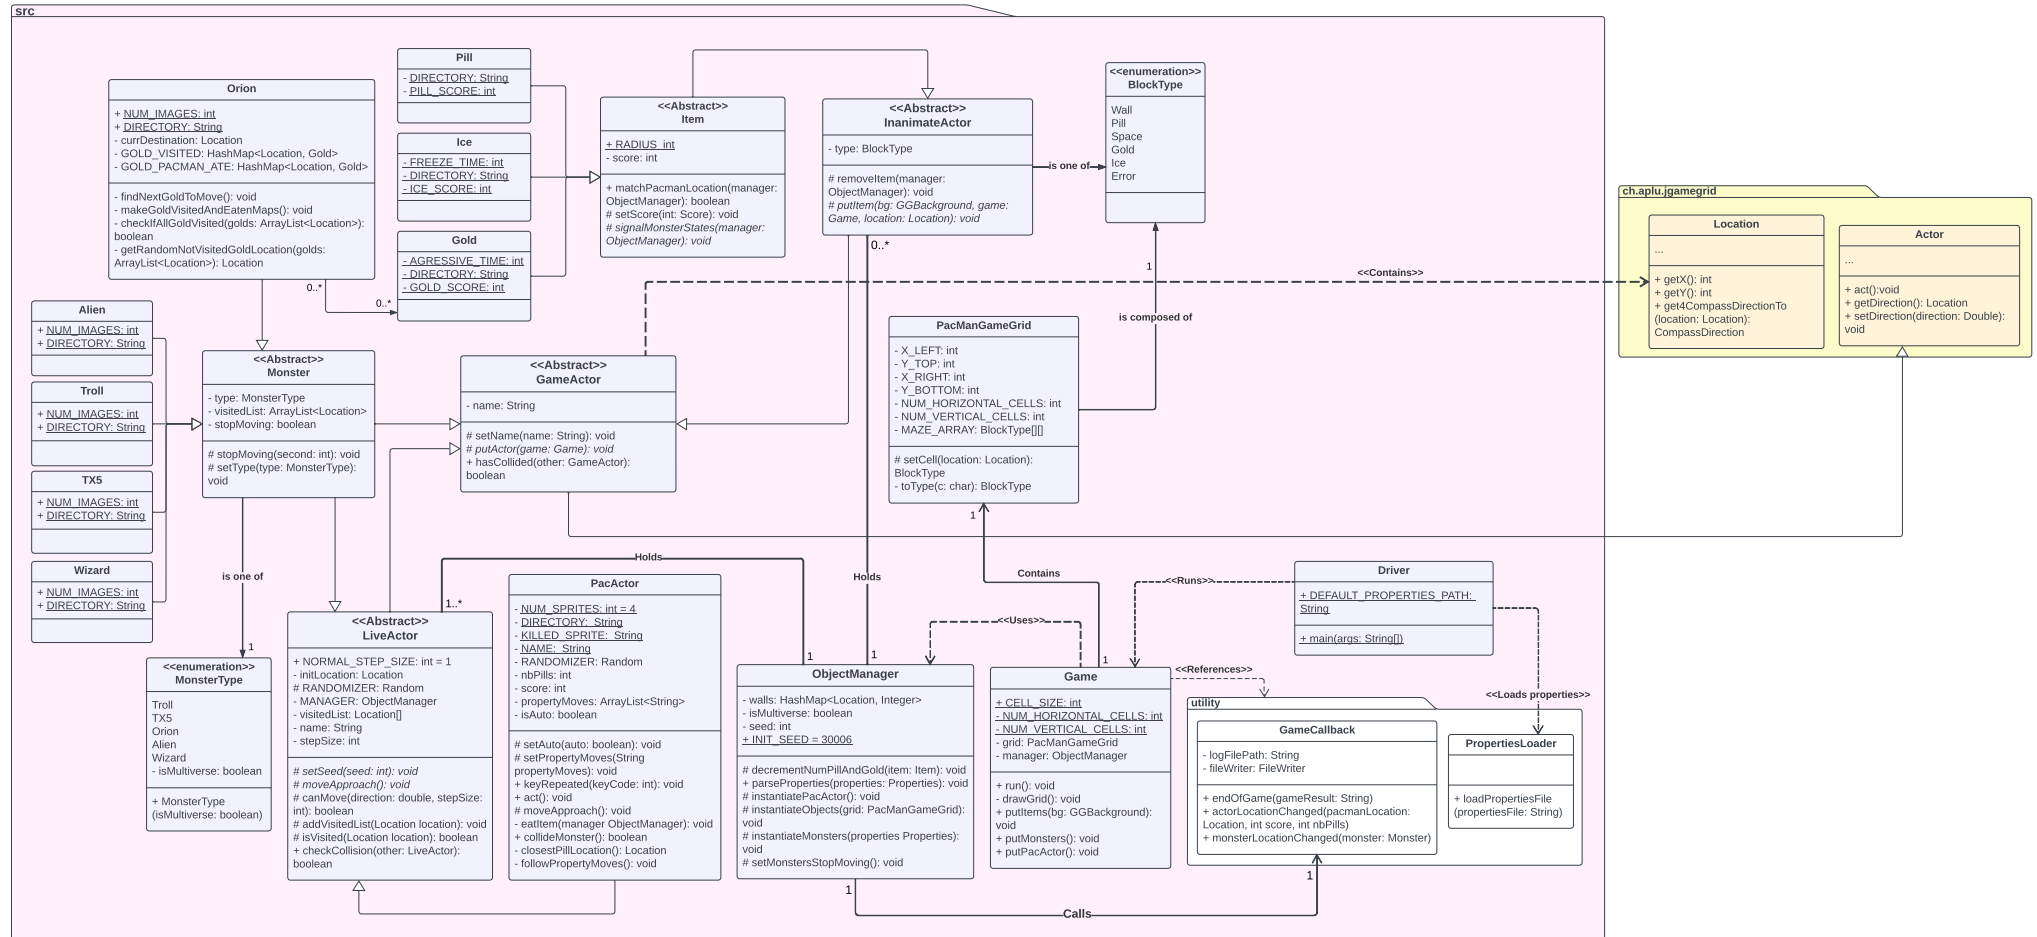 src
Orion
+ NUM_IMAGES: int
+ DIRECTORY: String
- currDestination: Location
- GOLD_VISITED: HashMap<Location, Gold>
- GOLD_PACMAN_ATE: HashMap<Location, Gold>
- findNextGoldToMove(): void
- makeGoldVisitedAndEatenMaps(): void
- checkIfAllGoldVisited(golds: ArrayList<Location>):
boolean
- getRandomNotVisitedGoldLocation(golds:
ArrayList<Location>): Location
0..*
0..*
Pill
- DIRECTORY: String
- PILL_SCORE: int
Ice
- FREEZE_TIME: int
- DIRECTORY: String
- ICE_SCORE: int
Gold
- AGRESSIVE_TIME: int
- DIRECTORY: String
- GOLD_SCORE: int
<<Abstract>>
Item
+ RADIUS  int
- score: int
+ matchPacmanLocation(manager:
ObjectManager): boolean
# setScore(int: Score): void
# signalMonsterStates(manager:
ObjectManager): void
<<Abstract>>
InanimateActor
- type: BlockType
# removeItem(manager:
ObjectManager): void
# putItem(bg: GGBackground, game:
Game, location: Location): void
0..*
is one of
<<enumeration>>
BlockType
Wall
Pill
Space
Gold
Ice
Error
1
is composed of
<<Contains>>
ch.aplu.jgamegrid
Location
...
+ getX(): int
+ getY(): int
+ get4CompassDirectionTo
(location: Location):
CompassDirection
Actor
...
+ act():void
+ getDirection(): Location
+ setDirection(direction: Double):
void
Alien
+ NUM_IMAGES: int
+ DIRECTORY: String
Troll
+ NUM_IMAGES: int
+ DIRECTORY: String
TX5
+ NUM_IMAGES: int
+ DIRECTORY: String
Wizard
+ NUM_IMAGES: int
+ DIRECTORY: String
<<Abstract>>
Monster
- type: MonsterType
- visitedList: ArrayList<Location>
- stopMoving: boolean
# stopMoving(second: int): void
# setType(type: MonsterType):
void
<<Abstract>>
GameActor
- name: String
# setName(name: String): void
# putActor(game: Game): void
+ hasCollided(other: GameActor):
boolean
PacManGameGrid
- X_LEFT: int
- Y_TOP: int
- X_RIGHT: int
- Y_BOTTOM: int
- NUM_HORIZONTAL_CELLS: int
- NUM_VERTICAL_CELLS: int
- MAZE_ARRAY: BlockType[][]
# setCell(location: Location):
BlockType
- toType(c: char): BlockType
1
Contains
1
is one of
1
Holds
1..*
1
Holds
1
<<enumeration>>
MonsterType
Troll
TX5
Orion
Alien
Wizard
- isMultiverse: boolean
+ MonsterType
(isMultiverse: boolean)
<<Abstract>>
LiveActor
+ NORMAL_STEP_SIZE: int = 1
- initLocation: Location
# RANDOMIZER: Random
- MANAGER: ObjectManager
- visitedList: Location[]
- name: String
- stepSize: int
# setSeed(seed: int): void
# moveApproach(): void
# canMove(direction: double, stepSize:
int): boolean
# addVisitedList(Location location): void
# isVisited(Location location): boolean
+ checkCollision(other: LiveActor):
boolean
PacActor
- NUM_SPRITES: int = 4
- DIRECTORY:  String
- KILLED_SPRITE:  String
- NAME:  String
- RANDOMIZER: Random
- nbPills: int
- score: int
- propertyMoves: ArrayList<String>
- isAuto: boolean
# setAuto(auto: boolean): void
# setPropertyMoves(String
propertyMoves): void
+ keyRepeated(keyCode: int): void
+ act(): void
# moveApproach(): void
- eatItem(manager ObjectManager): void
+ collideMonster(): boolean
- closestPillLocation(): Location
- followPropertyMoves(): void
ObjectManager
- walls: HashMap<Location, Integer>
- isMultiverse: boolean
- seed: int
+ INIT_SEED = 30006
# decrementNumPillAndGold(item: Item): void
+ parseProperties(properties: Properties): void
# instantiatePacActor(): void
# instantiateObjects(grid: PacManGameGrid):
void
# instantiateMonsters(properties Properties):
void
# setMonstersStopMoving(): void
<<Uses>>
Game
+ CELL_SIZE: int
- NUM_HORIZONTAL_CELLS: int
- NUM_VERTICAL_CELLS: int
- grid: PacManGameGrid
- manager: ObjectManager
+ run(): void
- drawGrid(): void
+ putItems(bg: GGBackground):
void
+ putMonsters(): void
+ putPacActor(): void
<<Runs>>
Driver
+ DEFAULT_PROPERTIES_PATH:
String
+ main(args: String[])
<<References>>
<<Loads properties>>
utility
GameCallback
- logFilePath: String
- fileWriter: FileWriter
+ endOfGame(gameResult: String)
+ actorLocationChanged(pacmanLocation:
Location, int score, int nbPills)
+ monsterLocationChanged(monster: Monster)
PropertiesLoader
+ loadPropertiesFile
(propertiesFile: String)
1
Calls
1